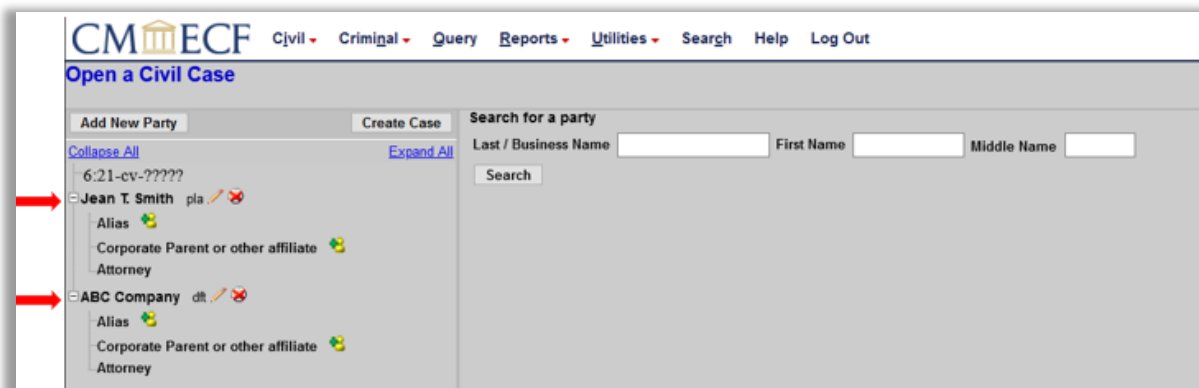 CM ECF Civil Criminal Query Reports Utilities Search Help Log Out
Open a Civil Case
Add New Party Create Case
Collapse All Expand All
6:21-cv-?????
Jean T. Smith pla
Alias
Corporate Parent or other affiliate
Attorney
ABC Company dft
Alias
Corporate Parent or other affiliate
Attorney
Search for a party
Last / Business Name First Name Middle Name
Search